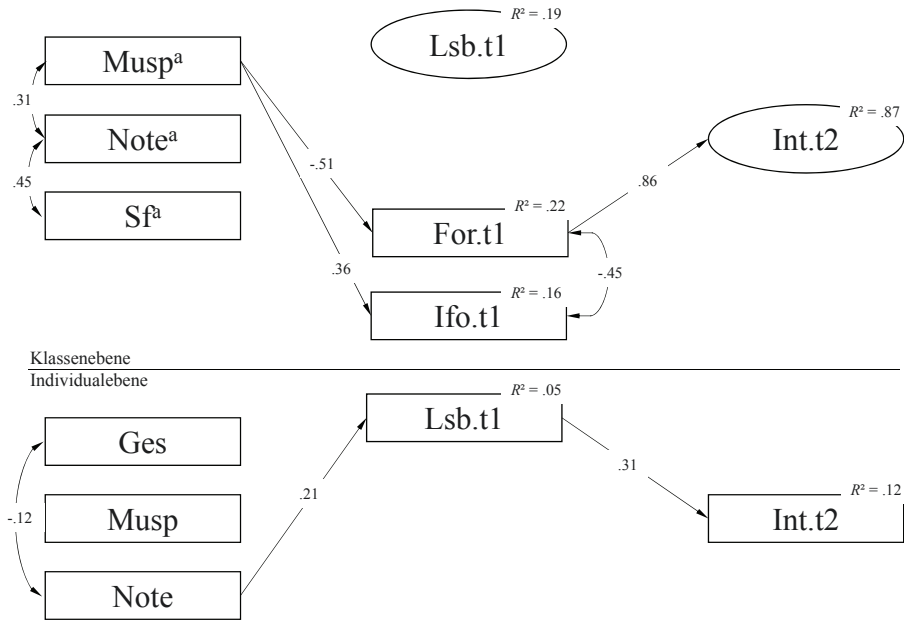 R² = .19
Lsb.t1
Muspᵃ
.31
Noteᵃ
.45
Sfᵃ
-.51
.36
R² = .22
For.t1
R² = .16
Ifo.t1
-.45
.86
R² = .87
Int.t2
Klassenebene
Individualebene
Ges
-.12
Musp
Note
.21
R² = .05
Lsb.t1
.31
R² = .12
Int.t2